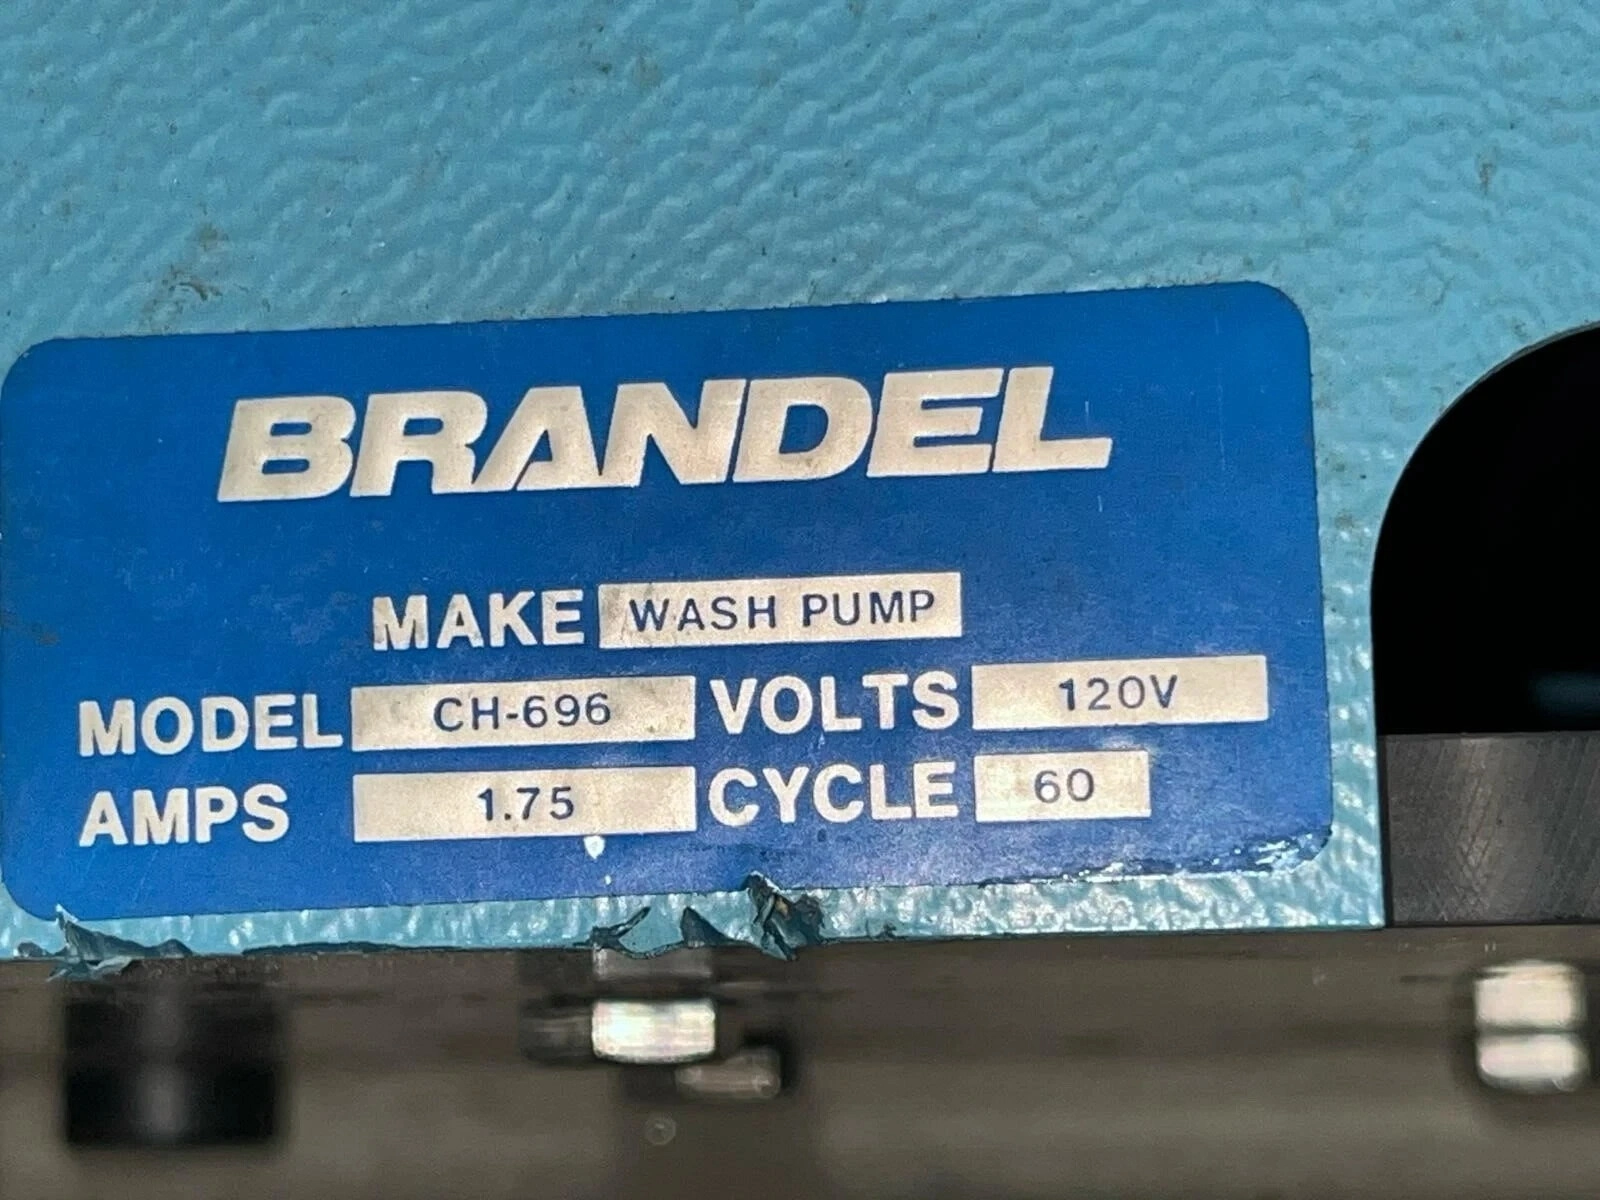 BRANDEL
MAKE WASH PUMP
MODEL CH-696 VOLTS 120V
AMPS 1.75 CYCLE 60